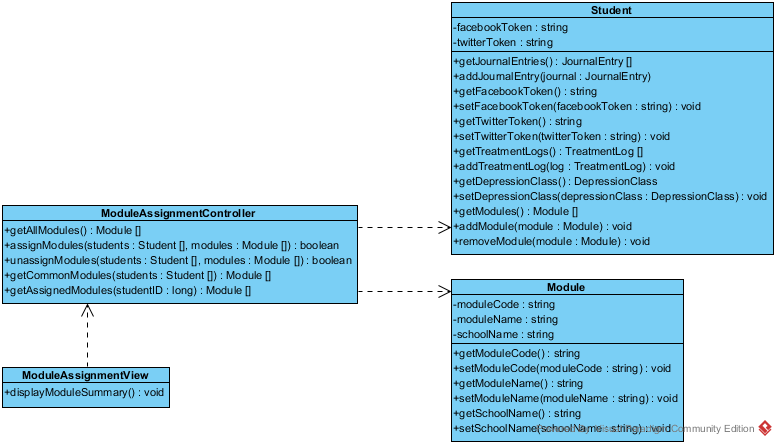 Student
-facebookToken : string
-twitterToken : string
+getJournalEntries() : JournalEntry []
+addJournalEntry(journal : JournalEntry)
+getFacebookToken() : string
+setFacebookToken(facebookToken : string) : void
+getTwitterToken() : string
+setTwitterToken(twitterToken : string) : void
+getTreatmentLogs() : TreatmentLog []
+addTreatmentLog(log : TreatmentLog) : void
+getDepressionClass() : DepressionClass
+setDepressionClass(depressionClass : DepressionClass) : void
+getModules() : Module []
+addModule(module : Module) : void
+removeModule(module : Module) : void
ModuleAssignmentController
+getAllModules() : Module []
+assignModules(students : Student [], modules : Module []) : boolean
+unassignModules(students : Student [], modules : Module []) : boolean
+getCommonModules(students : Student []) : Module []
+getAssignedModules(studentID : long) : Module []
Module
-moduleCode : string
-moduleName : string
-schoolName : string
+getModuleCode() : string
+setModuleCode(moduleCode : string) : void
+getModuleName() : string
+setModuleName(moduleName : string) : void
+getSchoolName() : string
+setSchoolName(schoolName : string) : void
ModuleAssignmentView
+displayModuleSummary() : void
Community Edition